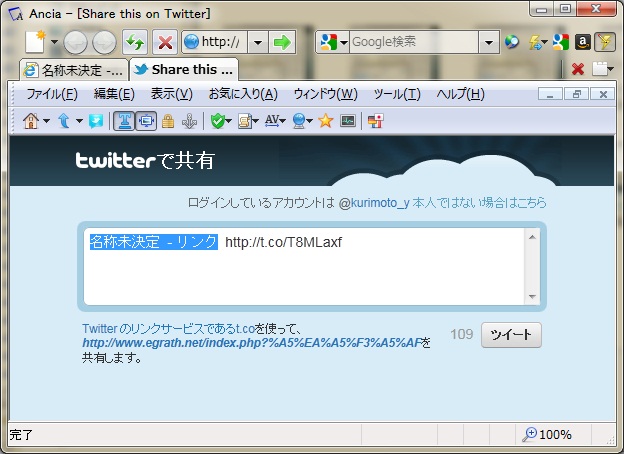 Ancia - [Share this on Twitter]
http://
Google検索
名称未決定 -...
Share this ...
ファイル(F) 編集(E) 表示(V) お気に入り(A) ウィンドウ(W) ツール(T) ヘルプ(H)
twitterで共有
ログインしているアカウントは @kurimoto_y 本人ではない場合はこちら
名称未決定 - リンク http://t.co/T8MLaxf
Twitter のリンクサービスであるt.coを使って、
http://www.egrath.net/index.php?%A5%EA%A5%F3%A5%AFを
共有します。
109 ツイート
完了
100%